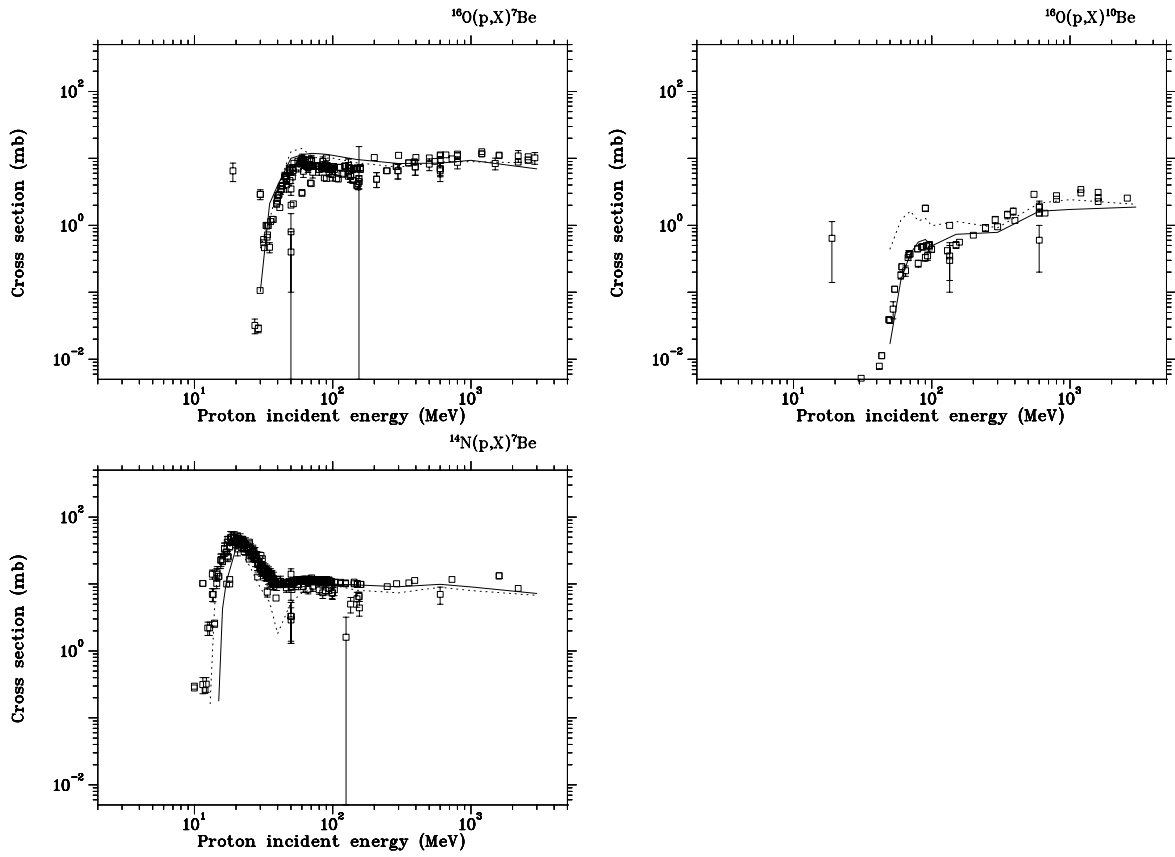 ¹⁶O(p,X)⁷Be
Cross section (mb)
10²
10⁰
10⁻²
10¹ 10² 10³
Proton incident energy (MeV)
¹⁶O(p,X)¹⁰Be
Cross section (mb)
10²
10⁰
10⁻²
10¹ 10² 10³
Proton incident energy (MeV)
¹⁴N(p,X)⁷Be
Cross section (mb)
10²
10⁰
10⁻²
10¹ 10² 10³
Proton incident energy (MeV)